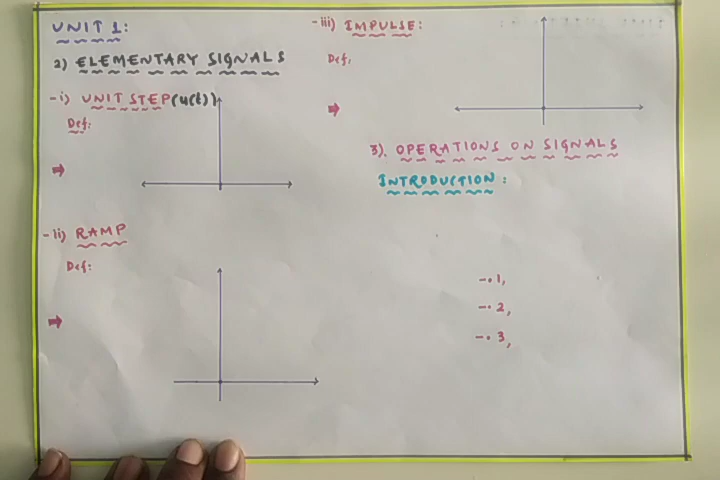 UNIT 1:
2) ELEMENTARY SIGNALS
-i) UNIT STEP(u(t))
Def:
-ii) RAMP
Def:
-iii) IMPULSE:
Def:
3). OPERATIONS ON SIGNALS
INTRODUCTION:
-. 1,
-. 2,
-. 3,